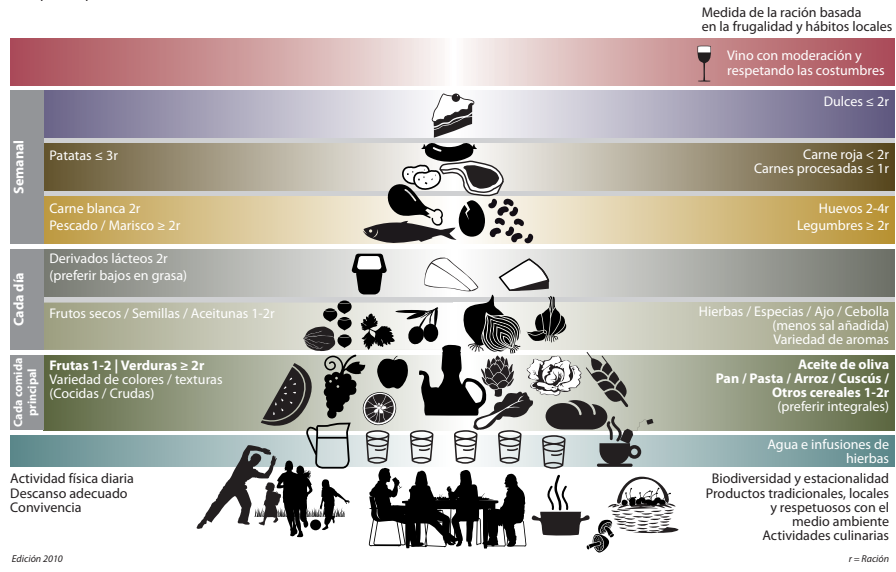 Medida de la ración basada
en la frugalidad y hábitos locales
Vino con moderación y
respetando las costumbres
Semanal
Dulces ≤ 2r
Patatas ≤ 3r
Carne roja < 2r
Carnes procesadas ≤ 1r
Carne blanca 2r
Pescado / Marisco ≥ 2r
Huevos 2-4r
Legumbres ≥ 2r
Cada día
Derivados lácteos 2r
(preferir bajos en grasa)
Frutos secos / Semillas / Aceitunas 1-2r
Hierbas / Especias / Ajo / Cebolla
(menos sal añadida)
Variedad de aromas
Cada comida
principal
Frutas 1-2 | Verduras ≥ 2r
Variedad de colores / texturas
(Cocidas / Crudas)
Aceite de oliva
Pan / Pasta / Arroz / Cuscús /
Otros cereales 1-2r
(preferir integrales)
Agua e infusiones de
hierbas
Actividad física diaria
Descanso adecuado
Convivencia
Biodiversidad y estacionalidad
Productos tradicionales, locales
y respetuosos con el
medio ambiente
Actividades culinarias
Edición 2010
r = Ración